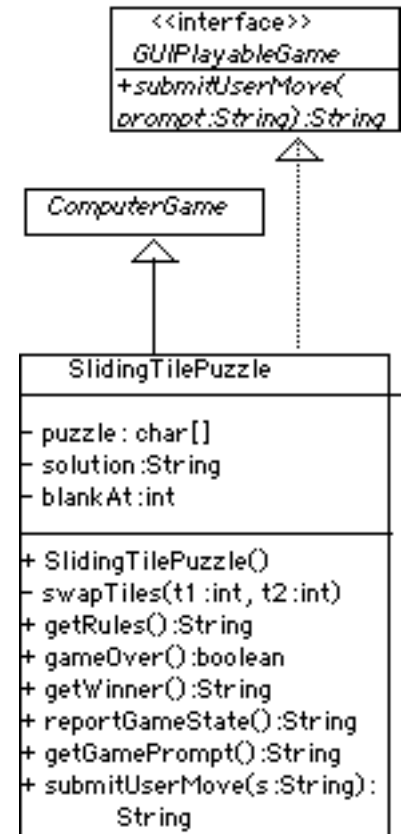 <<interface>>
GUIPlayableGame
+submitUserMove(
prompt:String):String
ComputerGame
SlidingTilePuzzle
- puzzle: char[]
- solution:String
- blankAt:int
+ SlidingTilePuzzle()
- swapTiles(t1:int, t2:int)
+ getRules():String
+ gameOver():boolean
+ getWinner():String
+ reportGameState():String
+ getGamePrompt():String
+ submitUserMove(s:String):
String